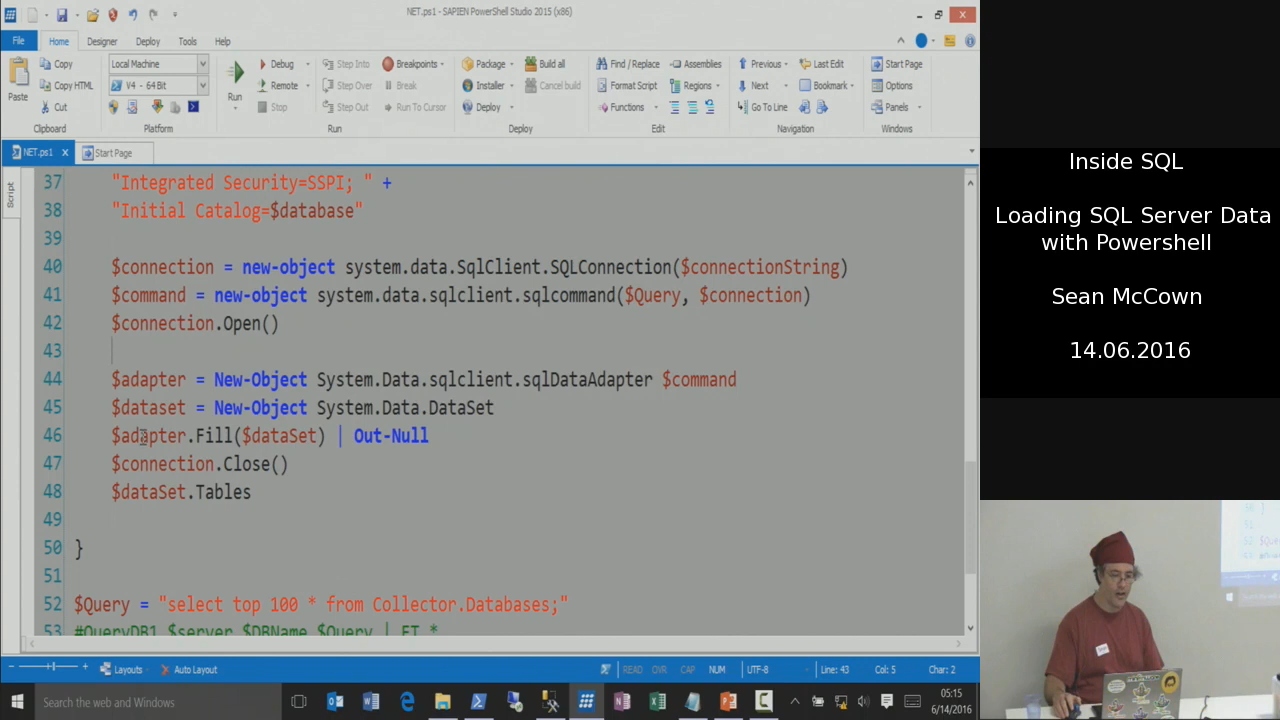 NET.ps1 - SAPIEN PowerShell Studio 2015 (x86)
File Home Designer Deploy Tools Help
Paste
Copy
Copy HTML
Cut
Clipboard
Local Machine
V4 - 64 Bit
Platform
Run
Debug
Remote
Stop
Step Into
Step Over
Step Out
Breakpoints
Break
Run To Cursor
Run
Package
Installer
Deploy
Build all
Cancel build
Deploy
Find / Replace
Format Script
Functions
Assemblies
Regions
Edit
Previous
Next
Go To Line
Last Edit
Bookmark
Navigation
Start Page
Options
Panels
Windows
NET.ps1
Start Page
Script
37 "Integrated Security=SSPI; " +
38 "Initial Catalog=$database"
39
40 $connection = new-object system.data.SqlClient.SQLConnection($connectionString)
41 $command = new-object system.data.sqlclient.sqlcommand($Query, $connection)
42 $connection.Open()
43
44 $adapter = New-Object System.Data.sqlclient.sqlDataAdapter $command
45 $dataset = New-Object System.Data.DataSet
46 $adapter.Fill($dataSet) | Out-Null
47 $connection.Close()
48 $dataSet.Tables
49
50 }
51
52 $Query = "select top 100 * from Collector.Databases;"
53 #QueryDB1 $server $DBName $Query | FT *
Layouts Auto Layout READ OVR CAP NUM UTF-8 Line: 43 Col: 5 Char: 2
Search the web and Windows
05:15
6/14/2016
Inside SQL
Loading SQL Server Data
with Powershell
Sean McCown
14.06.2016